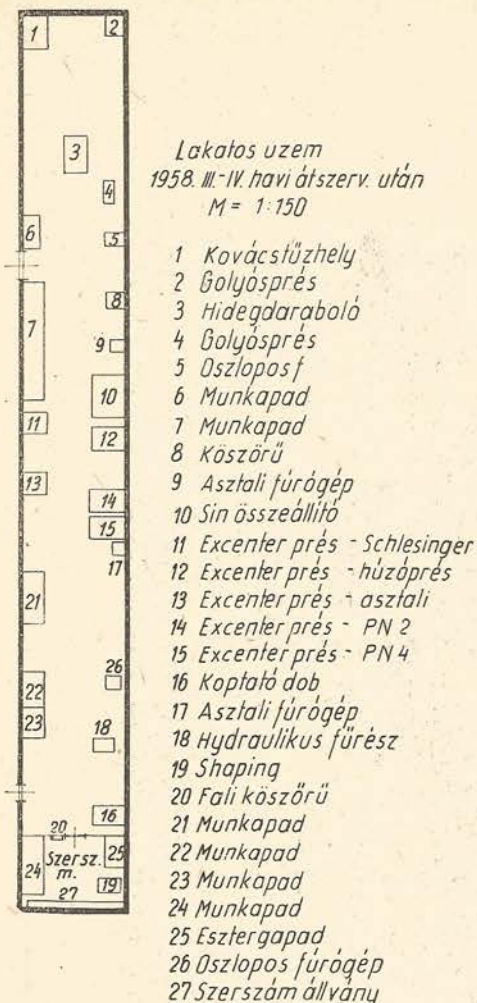 Lakatos uzem
1958. III.-IV. havi átszerv. után
M = 1:150
1 Kovácstűzhely
2 Golyósprés
3 Hidegdaraboló
4 Golyósprés
5 Oszlopos f
6 Munkapad
7 Munkapad
8 Köszörű
9 Asztali fúrógép
10 Sin összeállító
11 Excenter prés - Schlesinger
12 Excenter prés - húzóprés
13 Excenter prés - asztali
14 Excenter prés - PN 2
15 Excenter prés - PN 4
16 Koptató dob
17 Asztali fúrógép
18 Hydraulikus fűrész
19 Shaping
20 Fali köszörű
21 Munkapad
22 Munkapad
23 Munkapad
24 Munkapad
25 Esztergapad
26 Oszlopos fúrógép
27 Szerszám állvány
1
2
3
4
6
5
8
7
9
10
11
12
13
14
15
17
21
26
22
23
18
16
20
24
Szersz.
m.
25
19
27